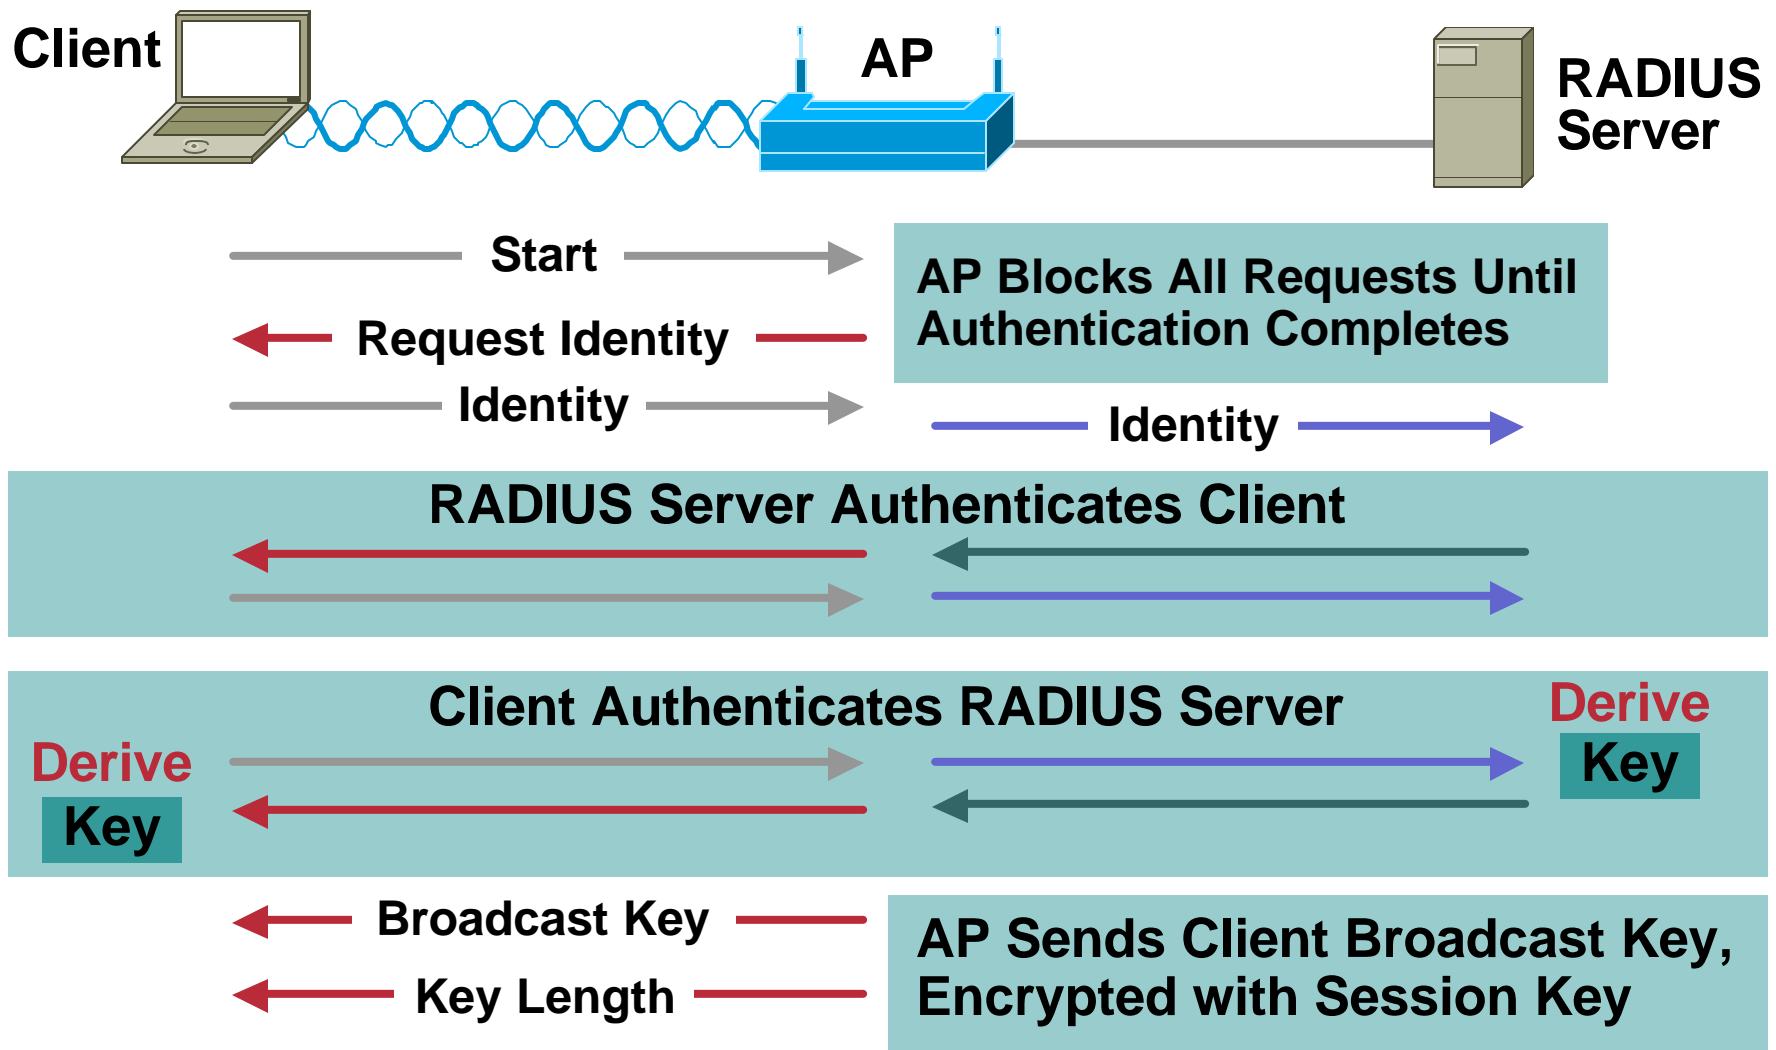 Client
AP
RADIUS
Server
Start
AP Blocks All Requests Until
Authentication Completes
Request Identity
Identity
Identity
RADIUS Server Authenticates Client
Client Authenticates RADIUS Server
Derive
Key
Derive
Key
Broadcast Key
Key Length
AP Sends Client Broadcast Key,
Encrypted with Session Key